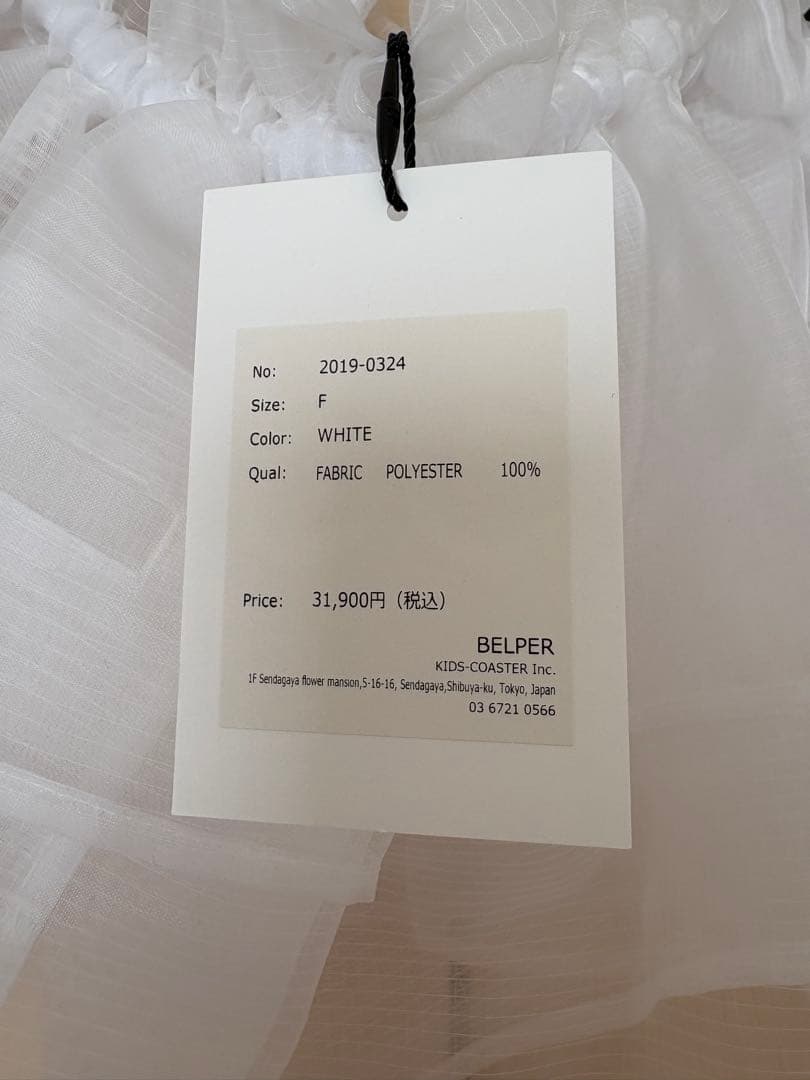 No: 2019-0324
Size: F
Color: WHITE
Qual: FABRIC POLYESTER 100%
Price: 31,900円（税込）
BELPER
KIDS-COASTER Inc.
1F Sendagaya flower mansion,5-16-16, Sendagaya,Shibuya-ku, Tokyo, Japan
03 6721 0566